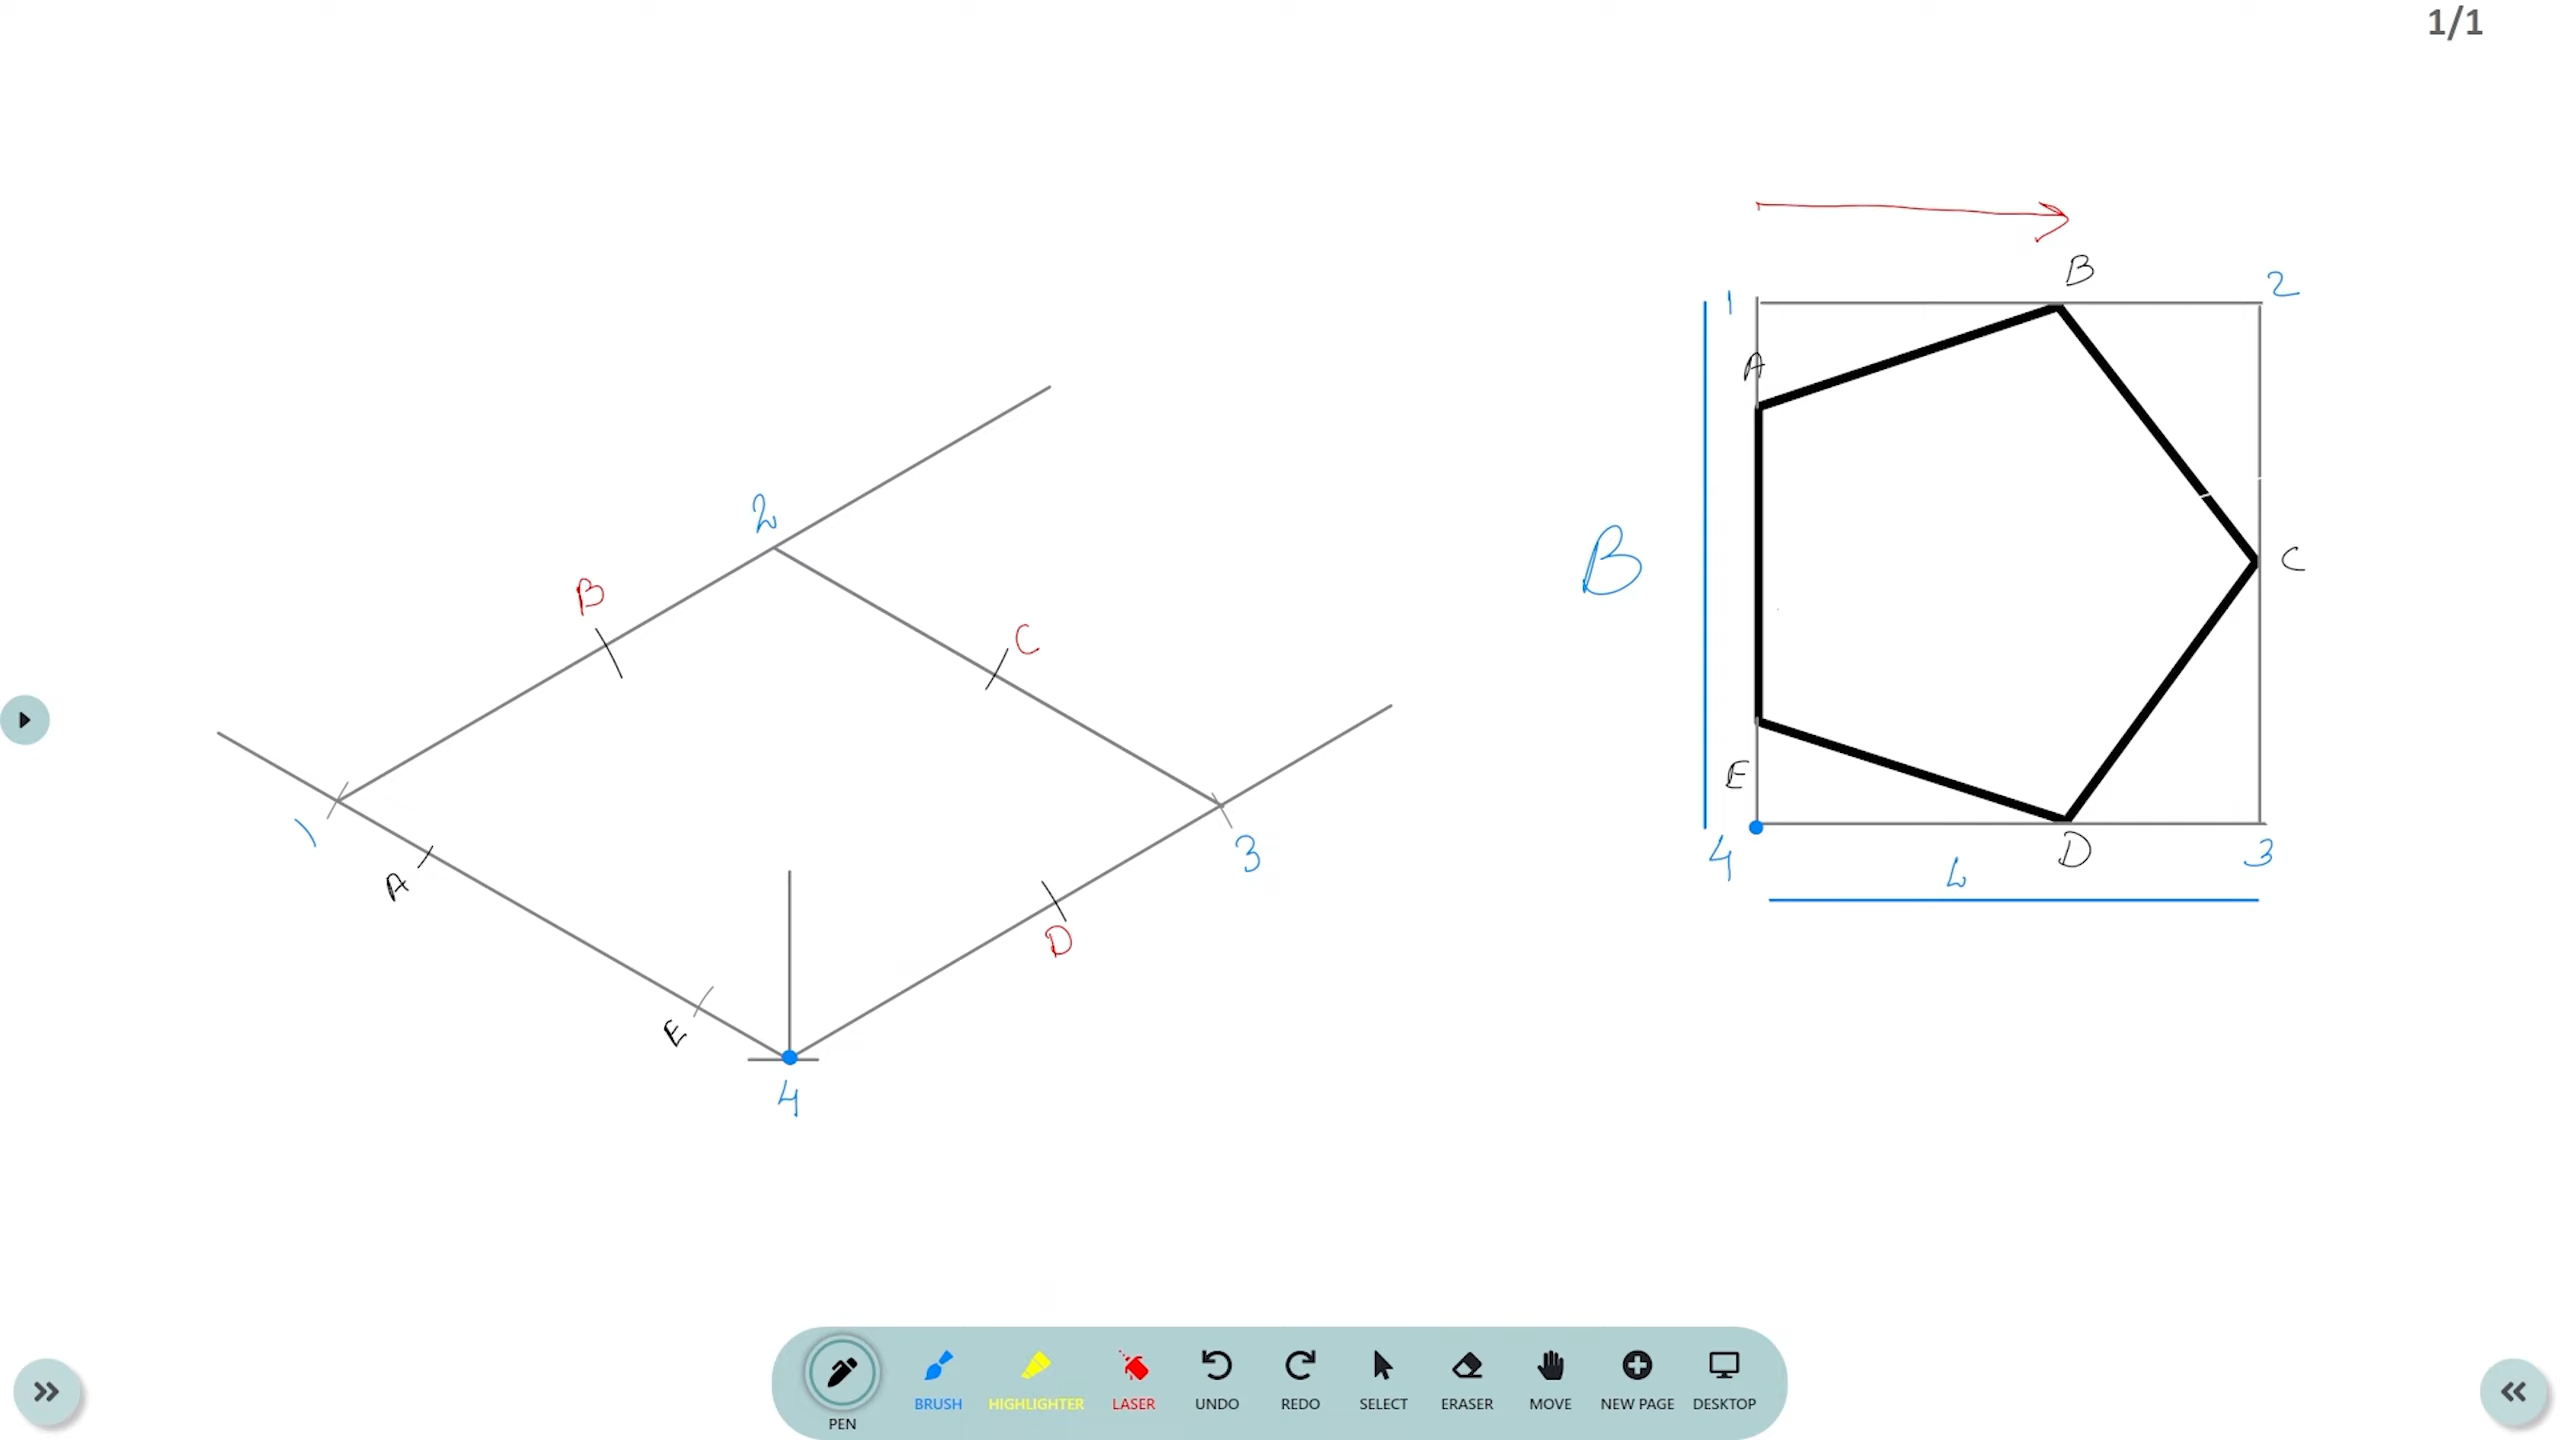 1/1
2
B
C
1
A
3
D
E
4
B
1
2
A
B
C
E
4
L
D
3
PEN
BRUSH
HIGHLIGHTER
LASER
UNDO
REDO
SELECT
ERASER
MOVE
NEW PAGE
DESKTOP